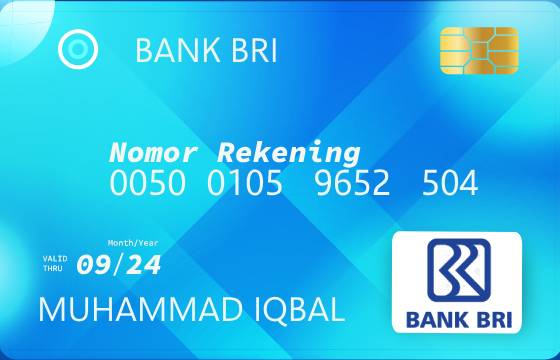 BANK BRI
Nomor Rekening
0050 0105 9652 504
Month/Year
VALID THRU 09/24
MUHAMMAD IQBAL
BANK BRI